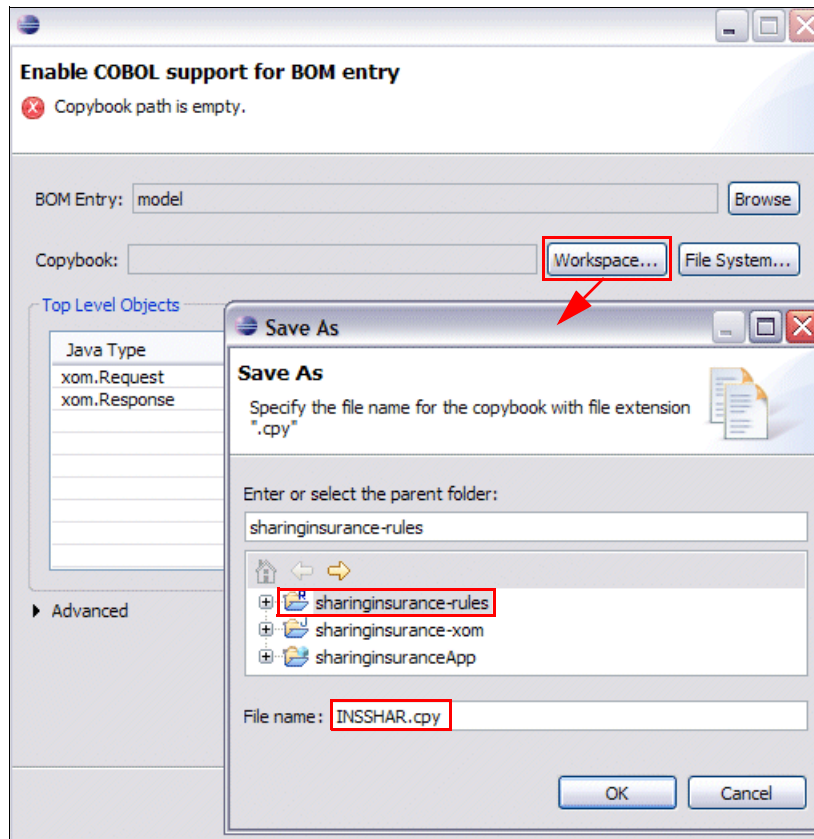 Enable COBOL support for BOM entry
Copybook path is empty.
BOM Entry: model Browse
Copybook: Workspace... File System...
Top Level Objects
Java Type
xom.Request
xom.Response
Advanced
Save As
Save As
Specify the file name for the copybook with file extension
".cpy"
Enter or select the parent folder:
sharinginsurance-rules
sharinginsurance-rules
sharinginsurance-xom
sharinginsuranceApp
File name: INSSHAR.cpy
OK Cancel